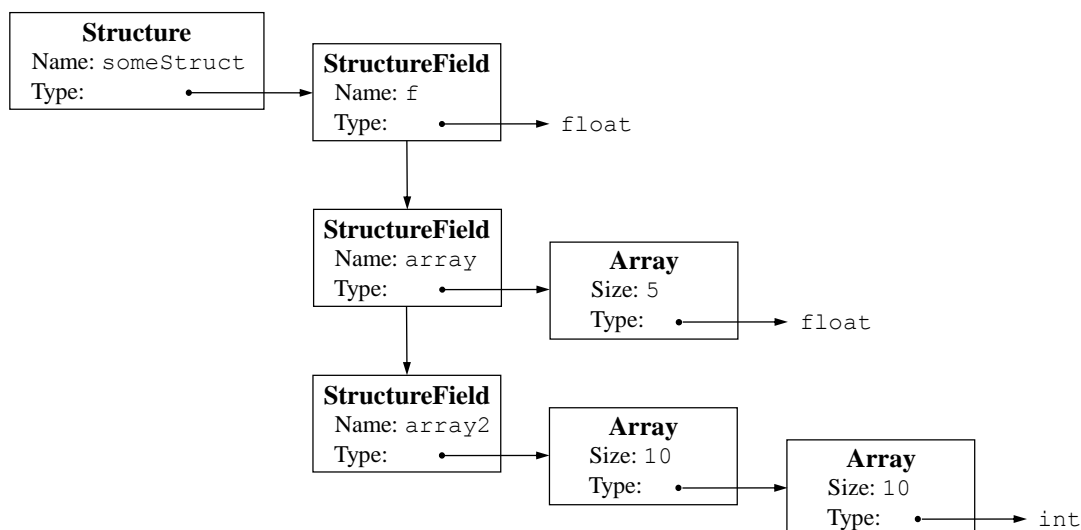 Structure
Name: someStruct
Type:
StructureField
Name: f
Type:
float
StructureField
Name: array
Type:
Array
Size: 5
Type:
float
StructureField
Name: array2
Type:
Array
Size: 10
Type:
Array
Size: 10
Type:
int